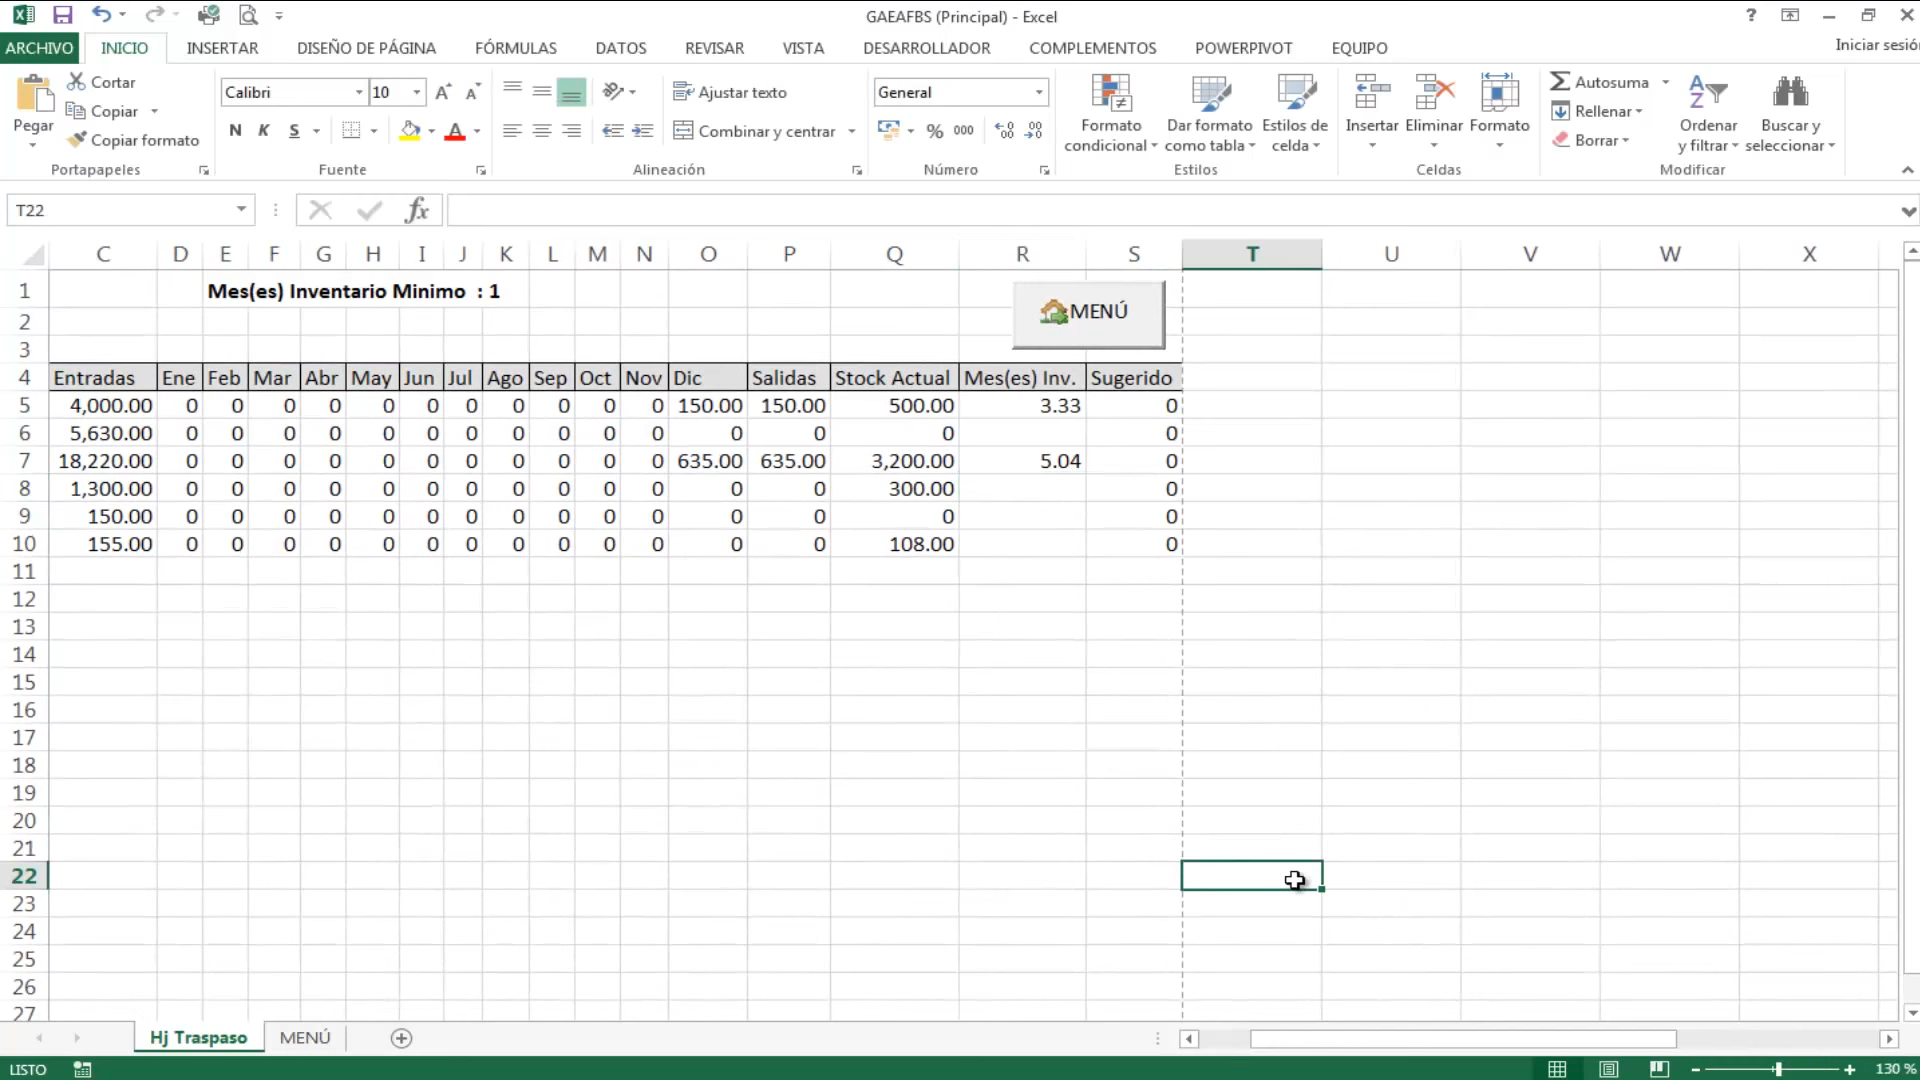 GAEAFBS (Principal) - Excel
?
ARCHIVO INICIO INSERTAR DISEÑO DE PÁGINA FÓRMULAS DATOS REVISAR VISTA DESARROLLADOR COMPLEMENTOS POWERPIVOT EQUIPO Iniciar sesió
Pegar
Cortar
Copiar
Copiar formato
Portapapeles
Calibri 10
N K S
Fuente
Ajustar texto
Combinar y centrar
Alineación
General
% 000
Número
Formato condicional
Dar formato como tabla
Estilos de celda
Estilos
Insertar Eliminar Formato
Celdas
Autosuma
Rellenar
Borrar
Ordenar y filtrar
Buscar y seleccionar
Modificar
T22 fx
C D E F G H I J K L M N O P Q R S T U V W X
1 Mes(es) Inventario Minimo : 1
MENÚ
2
3
4 Entradas Ene Feb Mar Abr May Jun Jul Ago Sep Oct Nov Dic Salidas Stock Actual Mes(es) Inv. Sugerido
5 4,000.00 0 0 0 0 0 0 0 0 0 0 0 150.00 150.00 500.00 3.33 0
6 5,630.00 0 0 0 0 0 0 0 0 0 0 0 0 0 0 0
7 18,220.00 0 0 0 0 0 0 0 0 0 0 0 635.00 635.00 3,200.00 5.04 0
8 1,300.00 0 0 0 0 0 0 0 0 0 0 0 0 0 300.00 0
9 150.00 0 0 0 0 0 0 0 0 0 0 0 0 0 0 0
10 155.00 0 0 0 0 0 0 0 0 0 0 0 0 0 108.00 0
11
12
13
14
15
16
17
18
19
20
21
22
23
24
25
26
27
Hj Traspaso MENÚ
LISTO 130 %